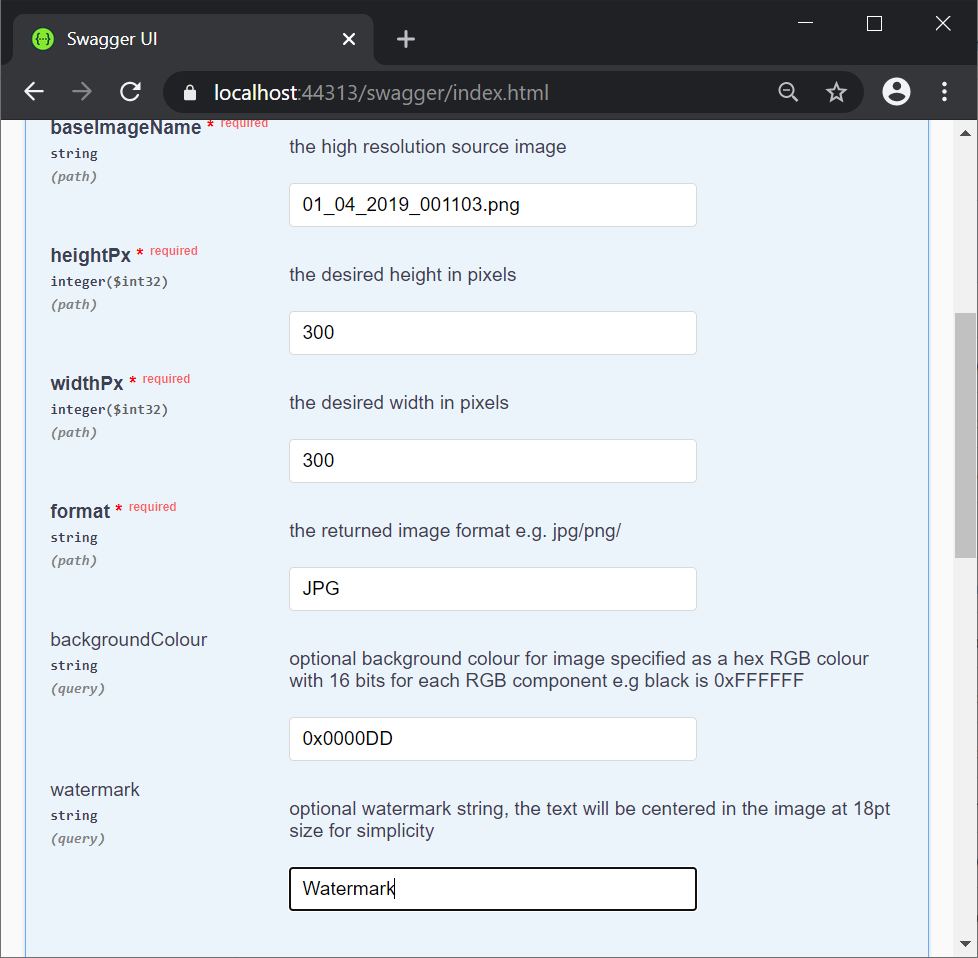 Swagger UI
localhost:44313/swagger/index.html
baseImageName * required
string
(path)
the high resolution source image
01_04_2019_001103.png
heightPx * required
integer($int32)
(path)
the desired height in pixels
300
widthPx * required
integer($int32)
(path)
the desired width in pixels
300
format * required
string
(path)
the returned image format e.g. jpg/png/
JPG
backgroundColour
string
(query)
optional background colour for image specified as a hex RGB colour
with 16 bits for each RGB component e.g black is 0xFFFFFF
0x0000DD
watermark
string
(query)
optional watermark string, the text will be centered in the image at 18pt
size for simplicity
Watermark